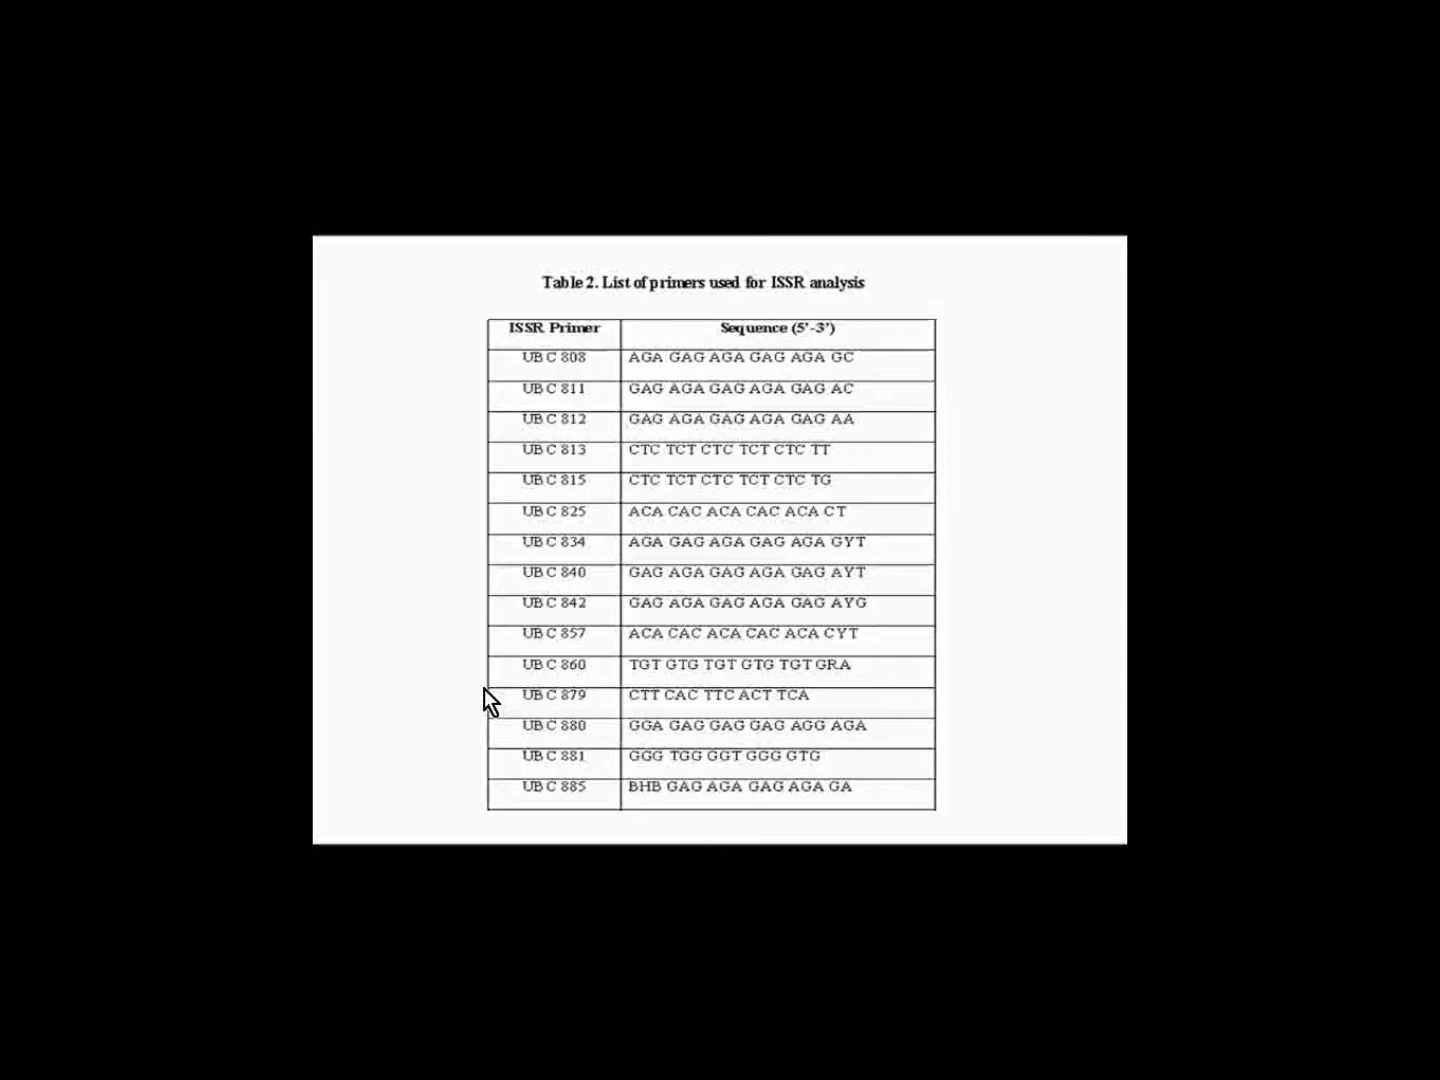 Table 2. List of primers used for ISSR analysis
ISSR Primer Sequence (5'-3')
UBC 808 AGA GAG AGA GAG AGA GC
UBC 811 GAG AGA GAG AGA GAG AC
UBC 812 GAG AGA GAG AGA GAG AA
UBC 813 CTC TCT CTC TCT CTC TT
UBC 815 CTC TCT CTC TCT CTC TG
UBC 825 ACA CAC ACA CAC ACA CT
UBC 834 AGA GAG AGA GAG AGA GYT
UBC 840 GAG AGA GAG AGA GAG AYT
UBC 842 GAG AGA GAG AGA GAG AYG
UBC 857 ACA CAC ACA CAC ACA CYT
UBC 860 TGT GTG TGT GTG TGT GRA
UBC 879 CTT CAC TTC ACT TCA
UBC 880 GGA GAG GAG GAG AGG AGA
UBC 881 GGG TGG GGT GGG GTG
UBC 885 BHB GAG AGA GAG AGA GA